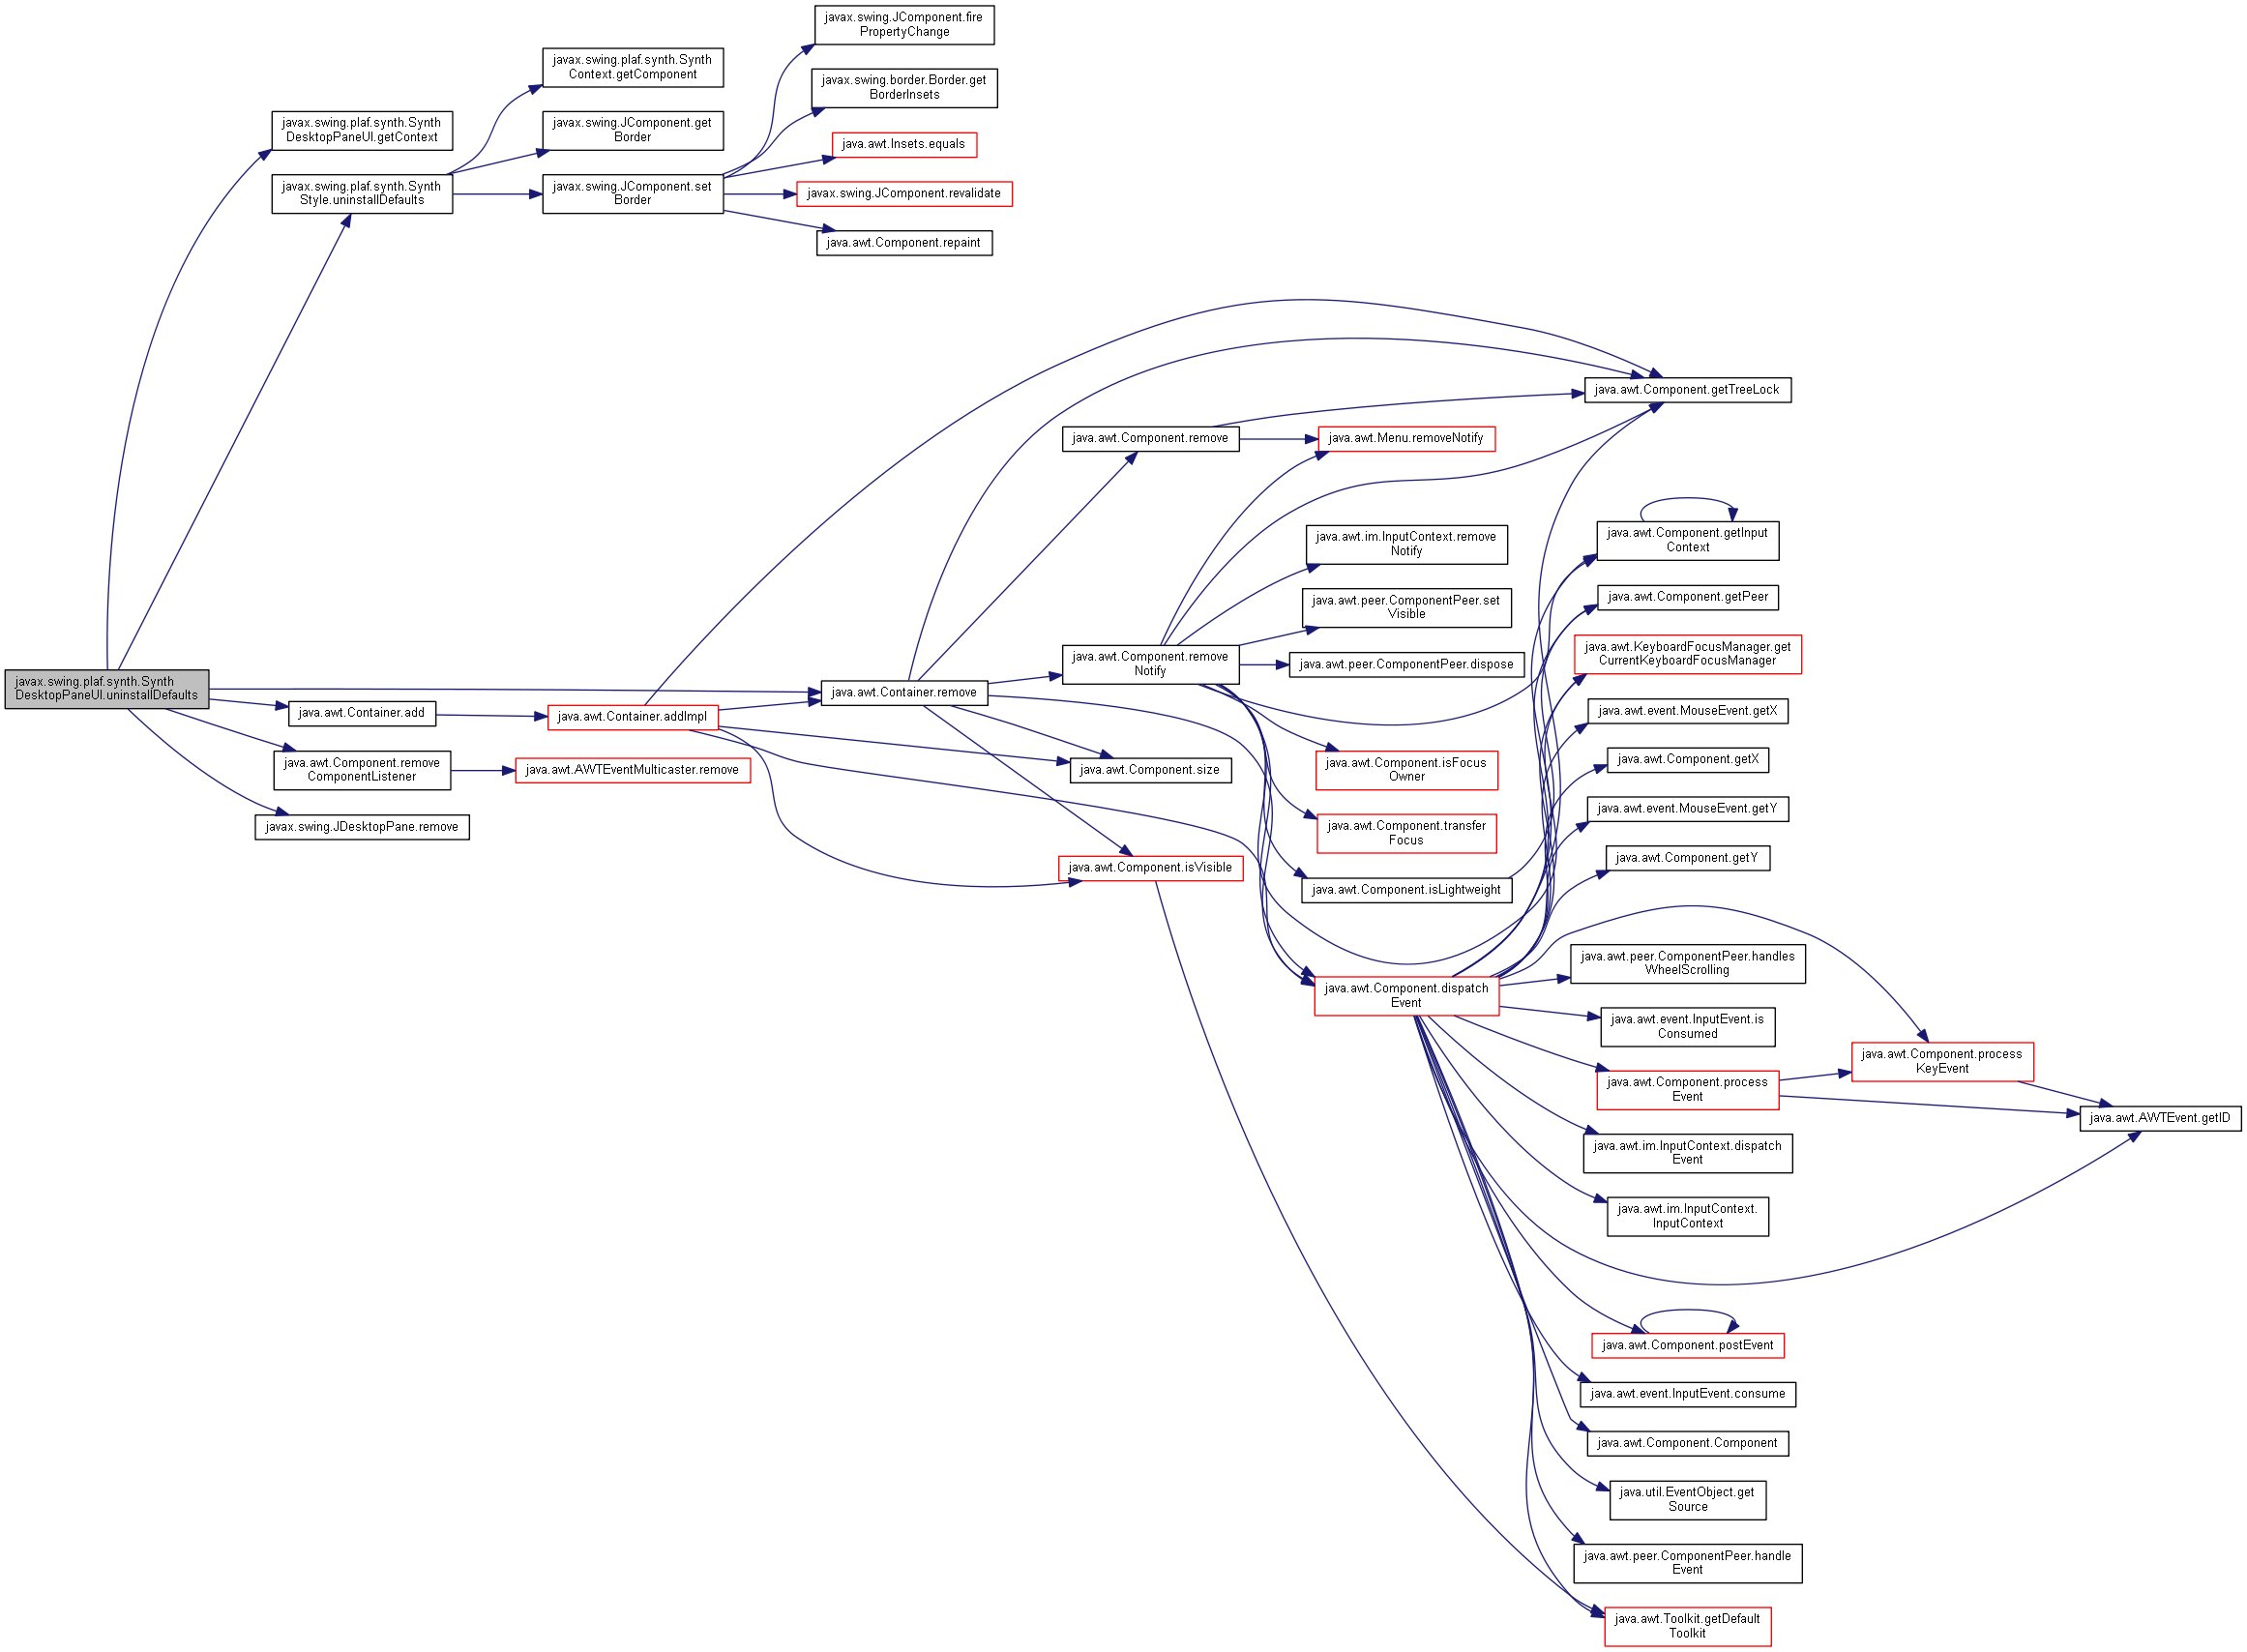 javax.swing.plaf.synth.Synth
DesktopPaneUI.uninstallDefaults
javax.swing.plaf.synth.Synth
DesktopPaneUI.getContext
javax.swing.plaf.synth.Synth
Style.uninstallDefaults
java.awt.Container.add
java.awt.Component.remove
ComponentListener
javax.swing.JDesktopPane.remove
javax.swing.plaf.synth.Synth
Context.getComponent
javax.swing.JComponent.get
Border
javax.swing.JComponent.set
Border
java.awt.Container.addImpl
java.awt.AWTEventMulticaster.remove
javax.swing.JComponent.fire
PropertyChange
javax.swing.border.Border.get
BorderInsets
java.awt.Insets.equals
javax.swing.JComponent.revalidate
java.awt.Component.repaint
java.awt.Container.remove
java.awt.Component.remove
java.awt.Component.remove
Notify
java.awt.Component.size
java.awt.Component.isVisible
java.awt.Menu.removeNotify
java.awt.im.InputContext.remove
Notify
java.awt.peer.ComponentPeer.set
Visible
java.awt.peer.ComponentPeer.dispose
java.awt.Component.isFocus
Owner
java.awt.Component.transfer
Focus
java.awt.Component.isLightweight
java.awt.Component.dispatch
Event
java.awt.Component.getTreeLock
java.awt.Component.getInput
Context
java.awt.Component.getPeer
java.awt.KeyboardFocusManager.get
CurrentKeyboardFocusManager
java.awt.event.MouseEvent.getX
java.awt.Component.getX
java.awt.event.MouseEvent.getY
java.awt.Component.getY
java.awt.peer.ComponentPeer.handles
WheelScrolling
java.awt.event.InputEvent.is
Consumed
java.awt.Component.process
Event
java.awt.im.InputContext.dispatch
Event
java.awt.im.InputContext.
InputContext
java.awt.Component.postEvent
java.awt.event.InputEvent.consume
java.awt.Component.Component
java.util.EventObject.get
Source
java.awt.peer.ComponentPeer.handle
Event
java.awt.Toolkit.getDefault
Toolkit
java.awt.Component.process
KeyEvent
java.awt.AWTEvent.getID